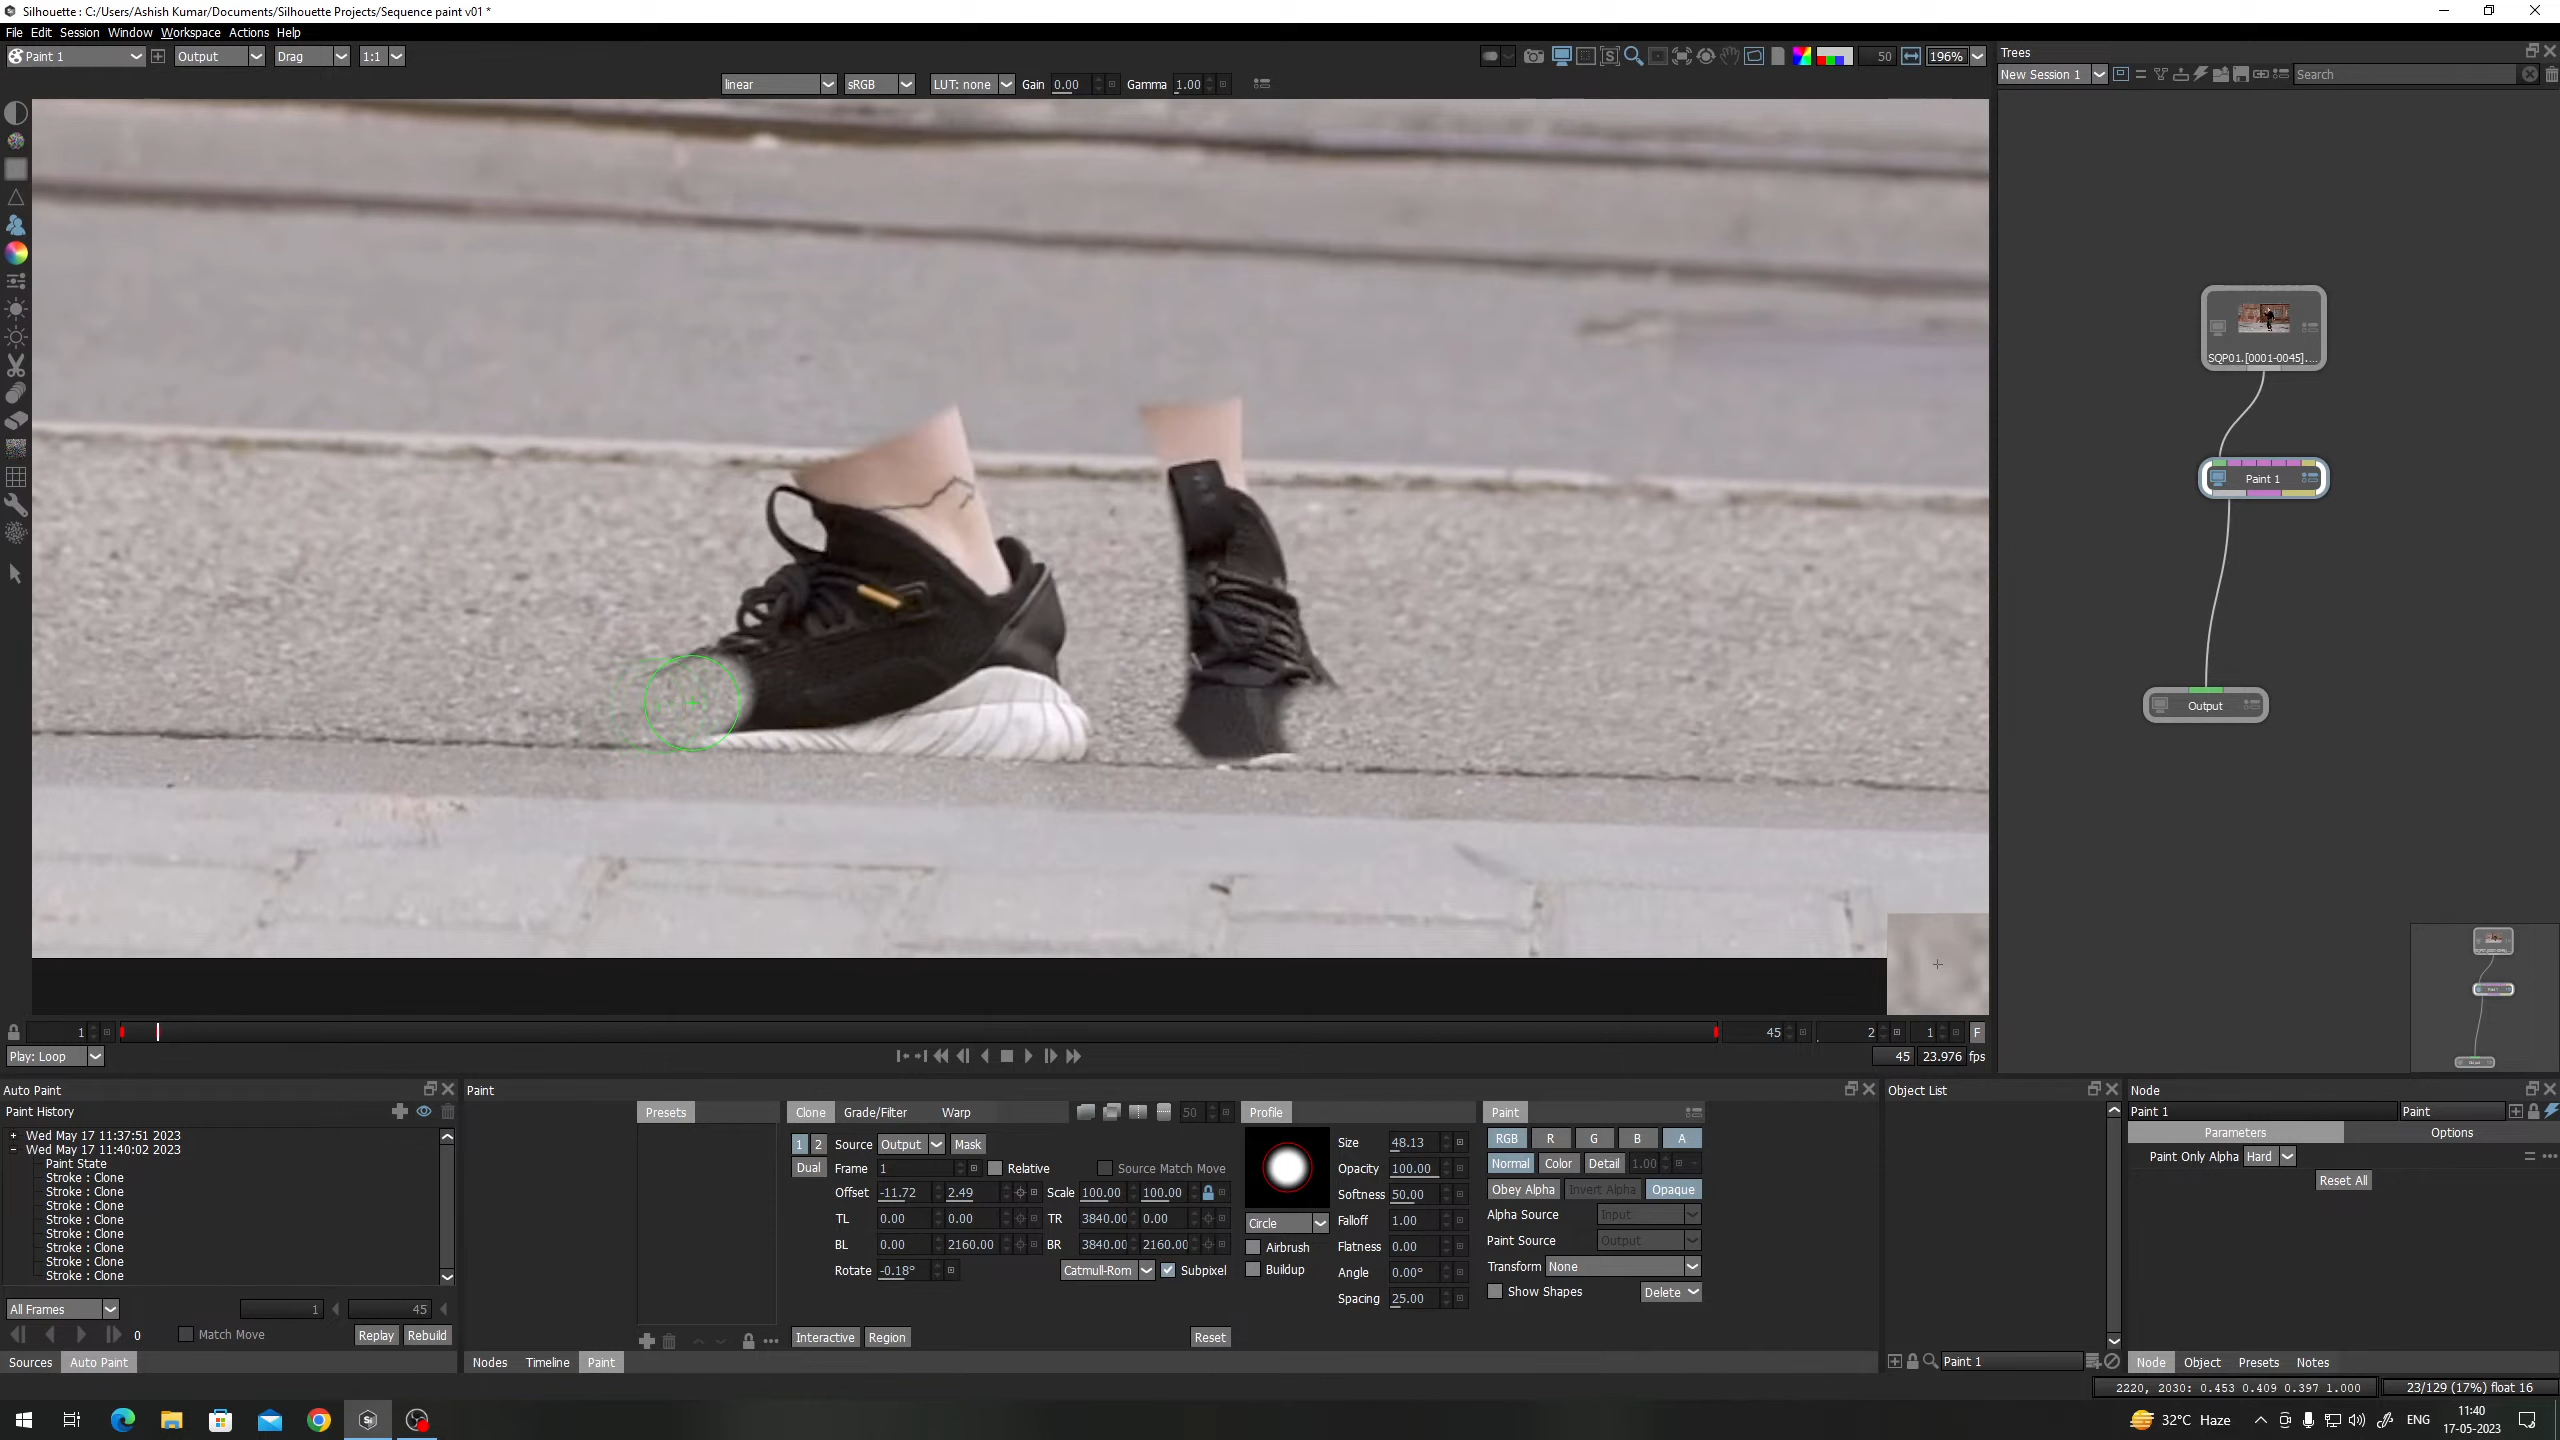 Silhouette : C:/Users/Ashish Kumar/Documents/Silhouette Projects/Sequence paint v01 *
File Edit Session Window Workspace Actions Help
Paint 1 Output Drag 1:1 50 196%
linear sRGB LUT: none Gain 0.00 Gamma 1.00
Trees
New Session 1 Search
SQP01.[0001-0045]....
Paint 1
Output
1 45 2 1 F
Play: Loop 45 23.976 fps
Auto Paint
Paint History
Wed May 17 11:37:51 2023
Wed May 17 11:40:02 2023
Paint State
Stroke : Clone
Stroke : Clone
Stroke : Clone
Stroke : Clone
Stroke : Clone
Stroke : Clone
Stroke : Clone
Stroke : Clone
All Frames 1 45
0 Match Move Replay Rebuild
Sources Auto Paint
Paint
Presets
Clone Grade/Filter Warp 50
1 2 Source Output Mask
Dual Frame 1 Relative Source Match Move
Offset -11.72 2.49 Scale 100.00 100.00
TL 0.00 0.00 TR 3840.00 0.00
BL 0.00 2160.00 BR 3840.00 2160.00
Rotate -0.18° Catmull-Rom Subpixel
Interactive Region Reset
Nodes Timeline Paint
Profile
Circle
Airbrush
Buildup
Size 48.13
Opacity 100.00
Softness 50.00
Falloff 1.00
Flatness 0.00
Angle 0.00°
Spacing 25.00
Paint
RGB R G B A
Normal Color Detail 1.00
Obey Alpha Invert Alpha Opaque
Alpha Source Input
Paint Source Output
Transform None
Show Shapes Delete
Object List
Paint 1
Node
Paint 1 Paint
Parameters Options
Paint Only Alpha Hard
Reset All
Node Object Presets Notes
2220, 2030: 0.453 0.409 0.397 1.000 23/129 (17%) float 16
32°C Haze ENG 11:40
17-05-2023